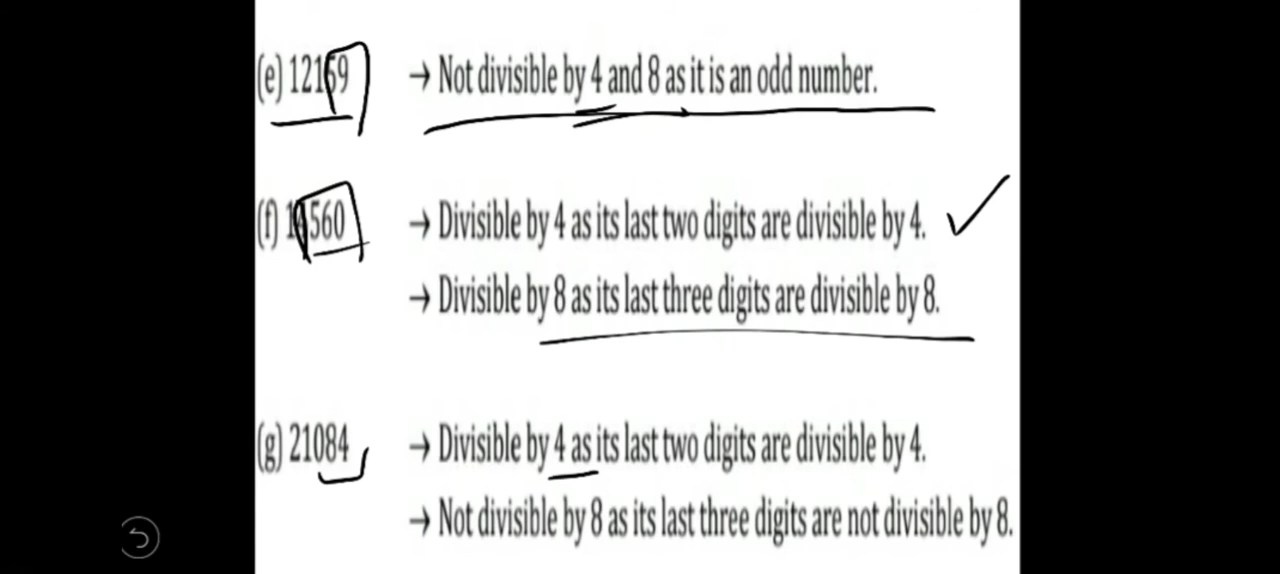 (e) 12159 → Not divisible by 4 and 8 as it is an odd number.
(f) 14560 → Divisible by 4 as its last two digits are divisible by 4.
→ Divisible by 8 as its last three digits are divisible by 8.
(g) 21084 → Divisible by 4 as its last two digits are divisible by 4.
→ Not divisible by 8 as its last three digits are not divisible by 8.